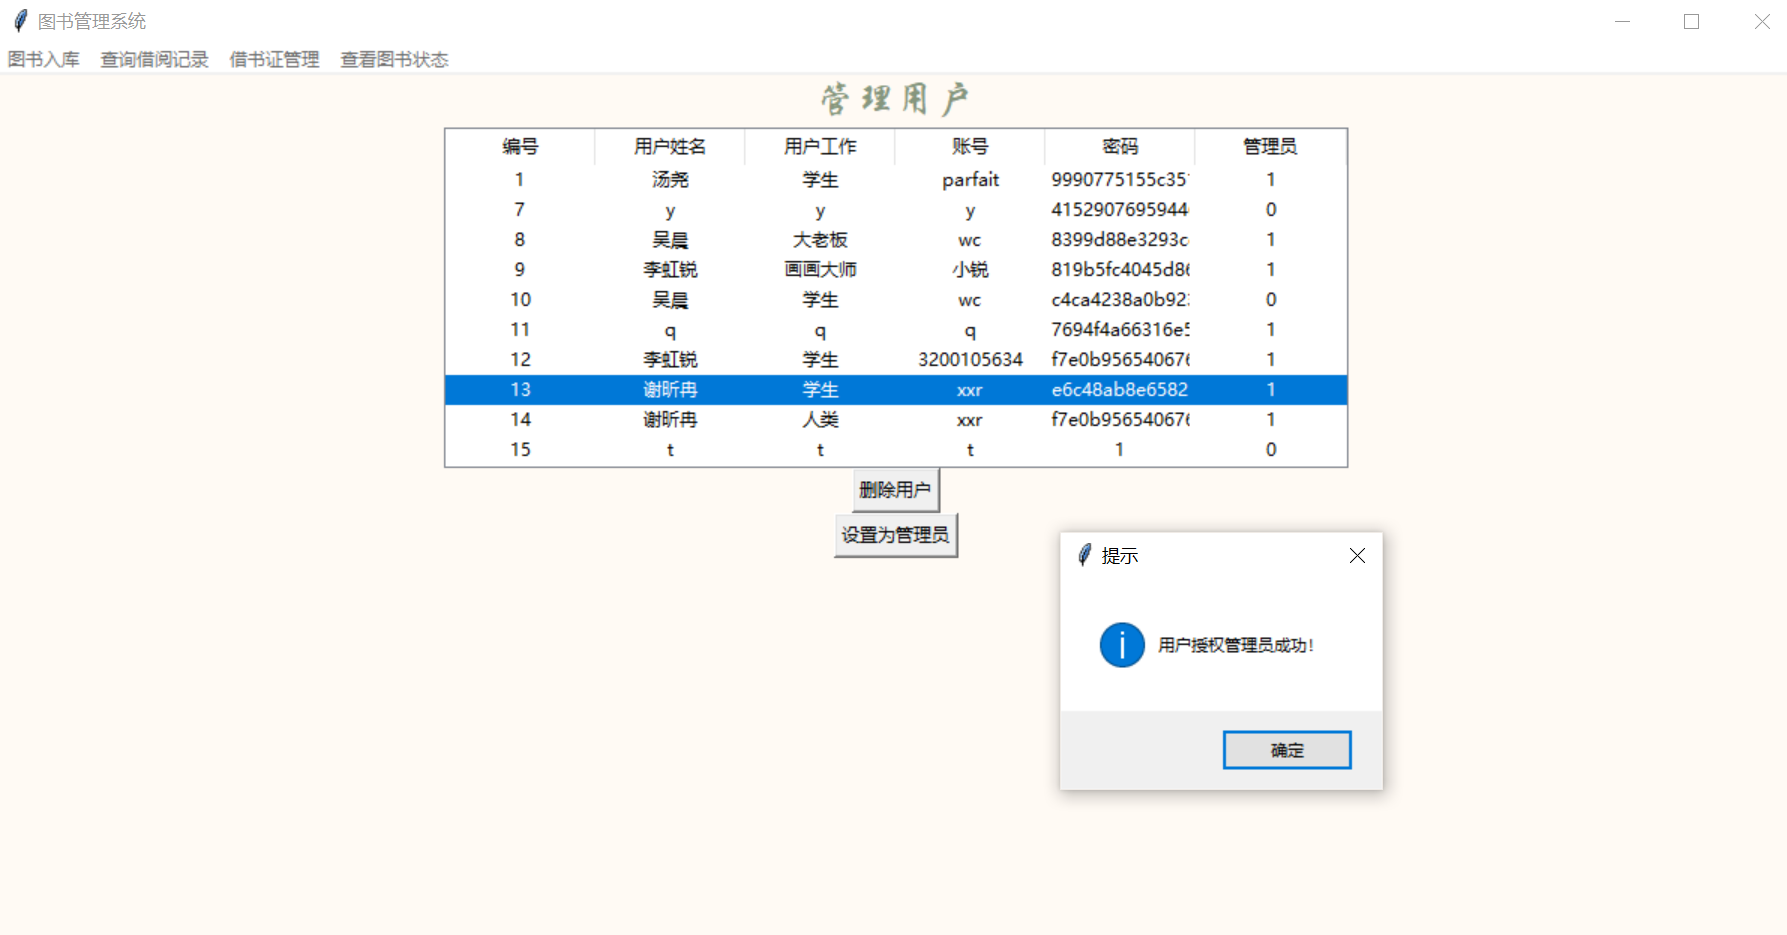 图书管理系统
图书入库 查询借阅记录 借书证管理 查看图书状态
管理用户
编号 用户姓名 用户工作 账号 密码 管理员
1 汤尧 学生 parfait 9990775155c35 1
7 y y y 4152907695944 0
8 吴晨 大老板 wc 8399d88e3293c 1
9 李虹锐 画画大师 小锐 819b5fc4045d8 1
10 吴晨 学生 wc c4ca4238a0b92 0
11 q q q 7694f4a66316e 1
12 李虹锐 学生 3200105634 f7e0b95654067 1
13 谢昕冉 学生 xxr e6c48ab8e6582 1
14 谢昕冉 人类 xxr f7e0b95654067 1
15 t t t 1 0
删除用户
设置为管理员
提示
用户授权管理员成功!
确定